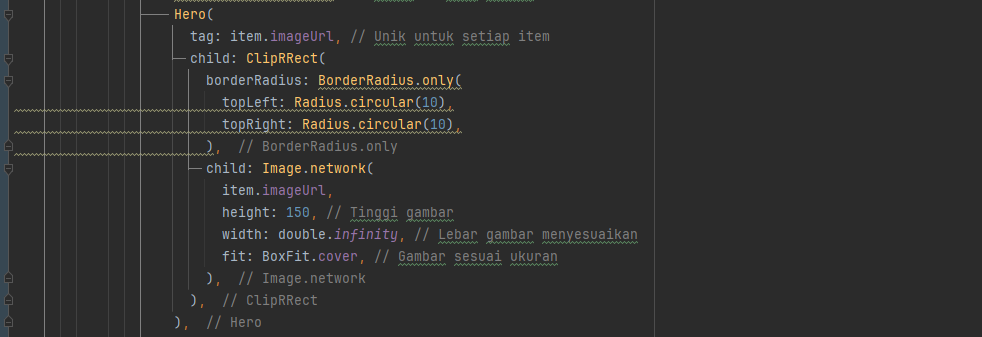 Hero(
tag: item.imageUrl, // Unik untuk setiap item
child: ClipRRect(
borderRadius: BorderRadius.only(
topLeft: Radius.circular(10),
topRight: Radius.circular(10),
), // BorderRadius.only
child: Image.network(
item.imageUrl,
height: 150, // Tinggi gambar
width: double.infinity, // Lebar gambar menyesuaikan
fit: BoxFit.cover, // Gambar sesuai ukuran
), // Image.network
), // ClipRRect
), // Hero